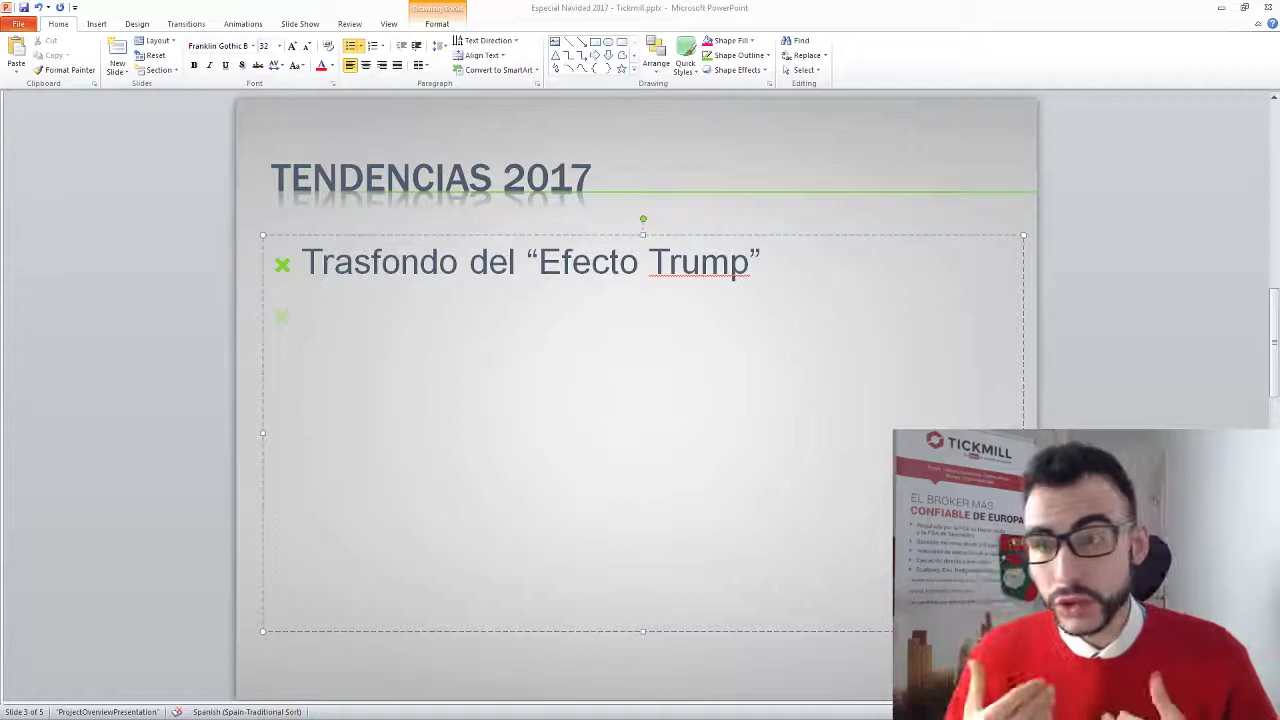 Especial Navidad 2017 - Tickmill.pptx - Microsoft PowerPoint
Drawing Tools
File Home Insert Design Transitions Animations Slide Show Review View Format
Paste
Cut
Copy
Format Painter
Clipboard
New
Slide
Layout
Reset
Section
Slides
Franklin Gothic B 32
Font
Paragraph
Text Direction
Align Text
Convert to SmartArt
Arrange
Quick
Styles
Shape Fill
Shape Outline
Shape Effects
Drawing
Find
Replace
Select
Editing
TENDENCIAS 2017
Trasfondo del “Efecto Trump”
TICKMILL
EL BROKER MÁS
CONFIABLE DE EUROPA
Slide 3 of 5 "ProjectOverviewPresentation" Spanish (Spain-Traditional Sort)